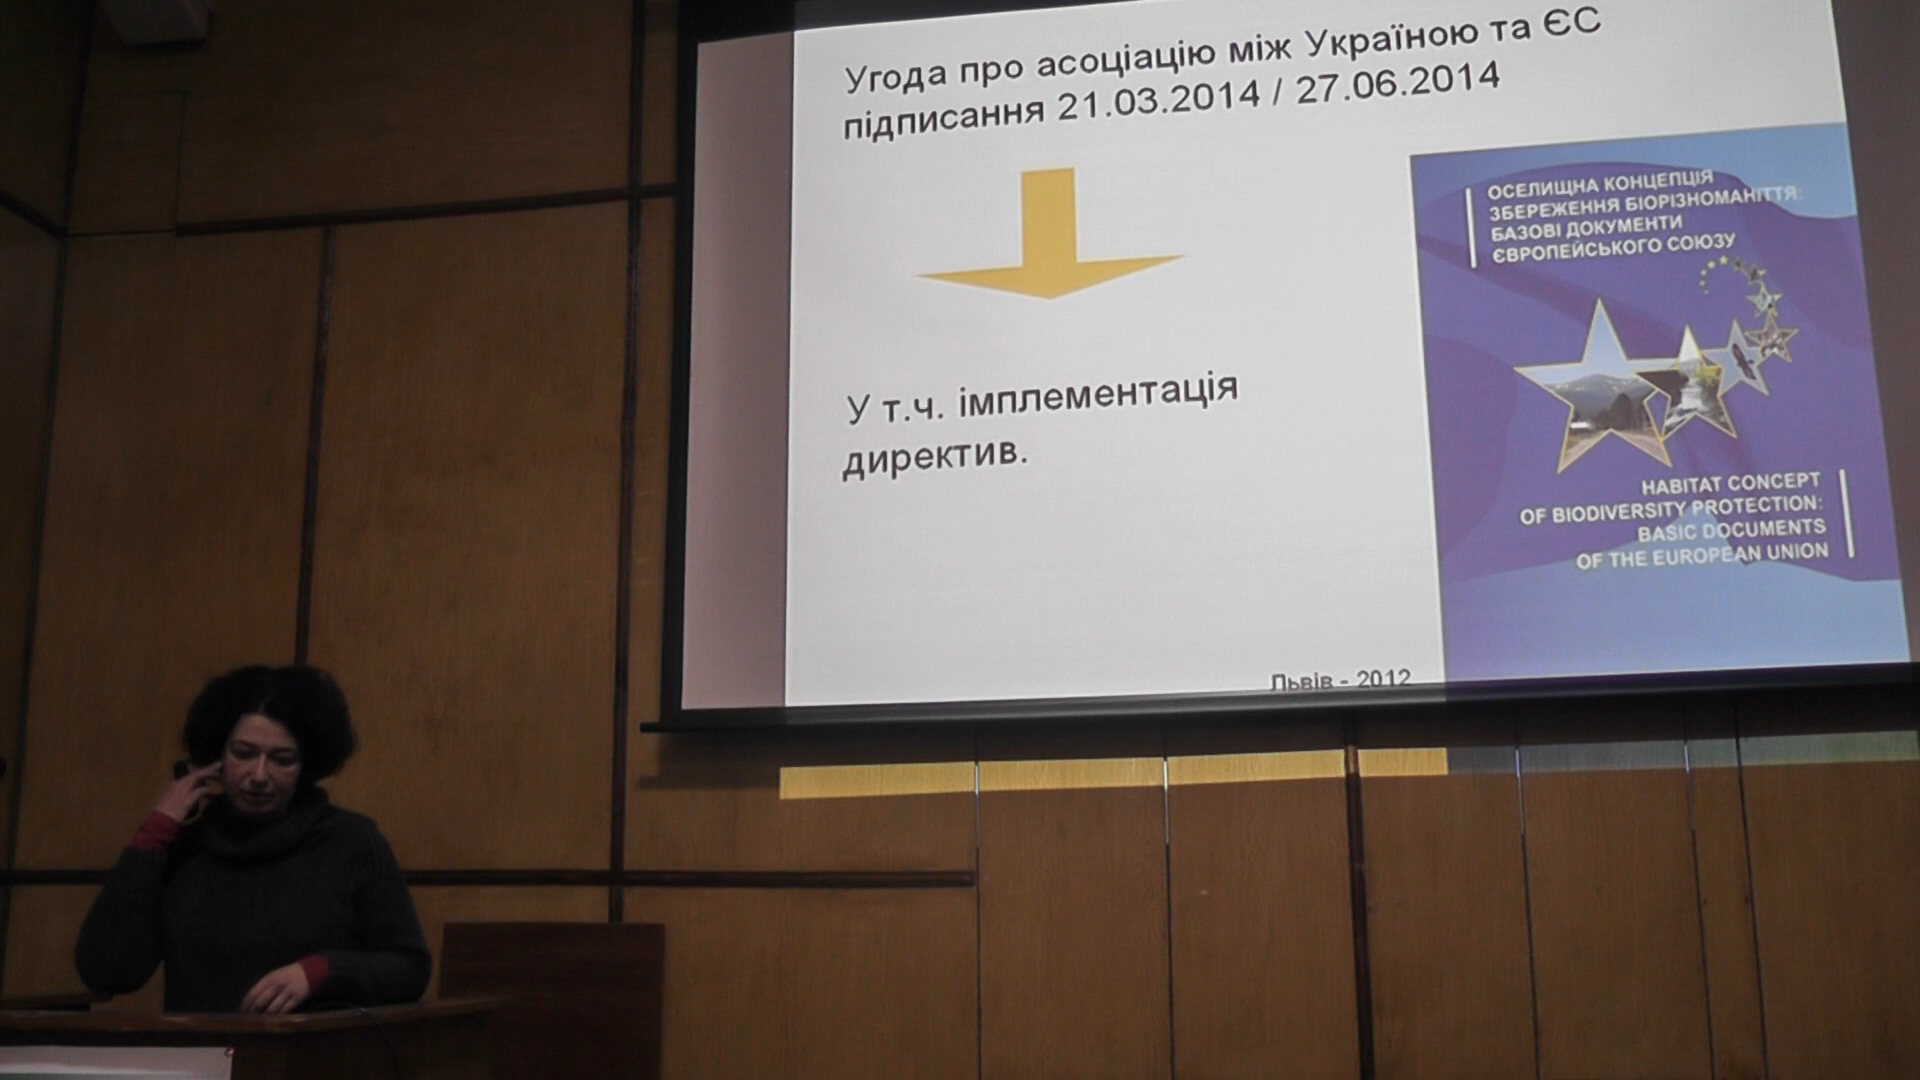 Угода про асоціацію між Україною та ЄС
підписання 21.03.2014 / 27.06.2014
У т.ч. імплементація
директив.
ОСЕЛИЩНА КОНЦЕПЦІЯ
ЗБЕРЕЖЕННЯ БІОРІЗНОМАНІТТЯ:
БАЗОВІ ДОКУМЕНТИ
ЄВРОПЕЙСЬКОГО СОЮЗУ
HABITAT CONCEPT
OF BIODIVERSITY PROTECTION:
BASIC DOCUMENTS
OF THE EUROPEAN UNION
Львів - 2012